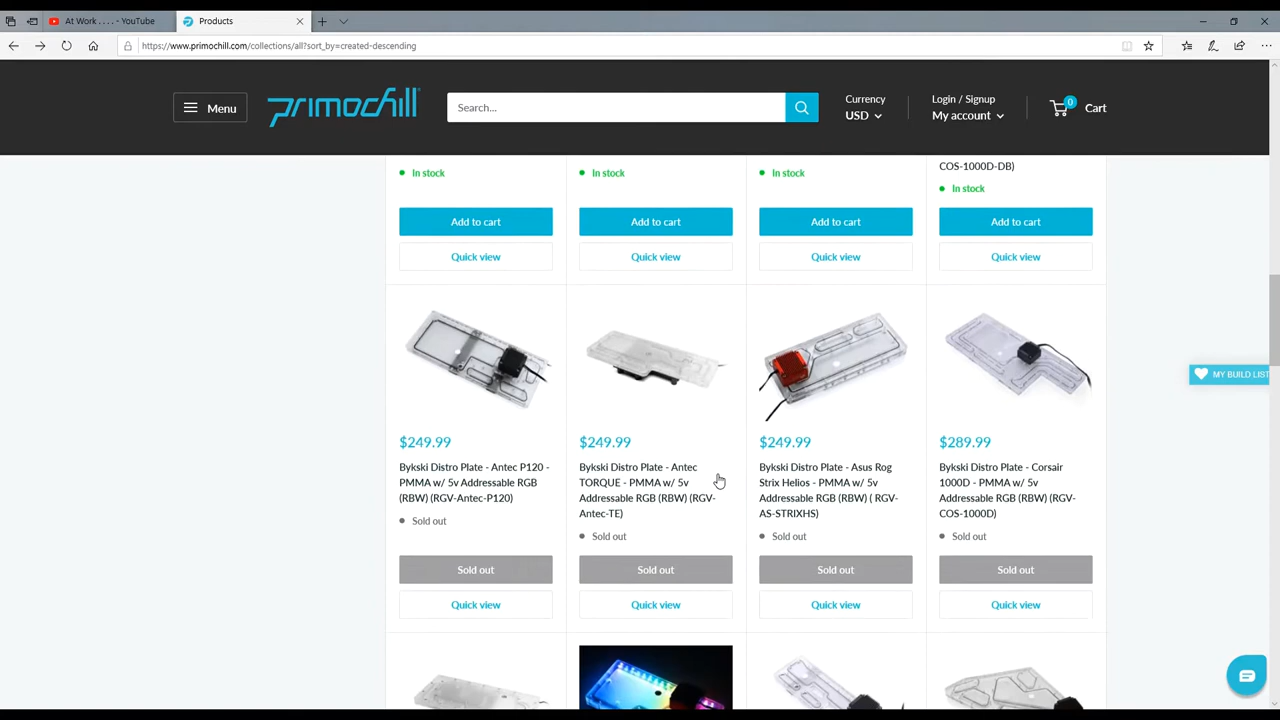 At Work . . . . - YouTube
Products
https://www.primochill.com/collections/all?sort_by=created-descending
Menu
primochill
Search...
Currency
USD
Login / Signup
My account
0
Cart
COS-1000D-DB)
In stock
In stock
In stock
In stock
Add to cart
Add to cart
Add to cart
Add to cart
Quick view
Quick view
Quick view
Quick view
MY BUILD LIST
$249.99
Bykski Distro Plate - Antec P120 -
PMMA w/ 5v Addressable RGB
(RBW) (RGV-Antec-P120)
Sold out
Sold out
Quick view
$249.99
Bykski Distro Plate - Antec
TORQUE - PMMA w/ 5v
Addressable RGB (RBW) (RGV-
Antec-TE)
Sold out
Sold out
Quick view
$249.99
Bykski Distro Plate - Asus Rog
Strix Helios - PMMA w/ 5v
Addressable RGB (RBW) ( RGV-
AS-STRIXHS)
Sold out
Sold out
Quick view
$289.99
Bykski Distro Plate - Corsair
1000D - PMMA w/ 5v
Addressable RGB (RBW) (RGV-
COS-1000D)
Sold out
Sold out
Quick view